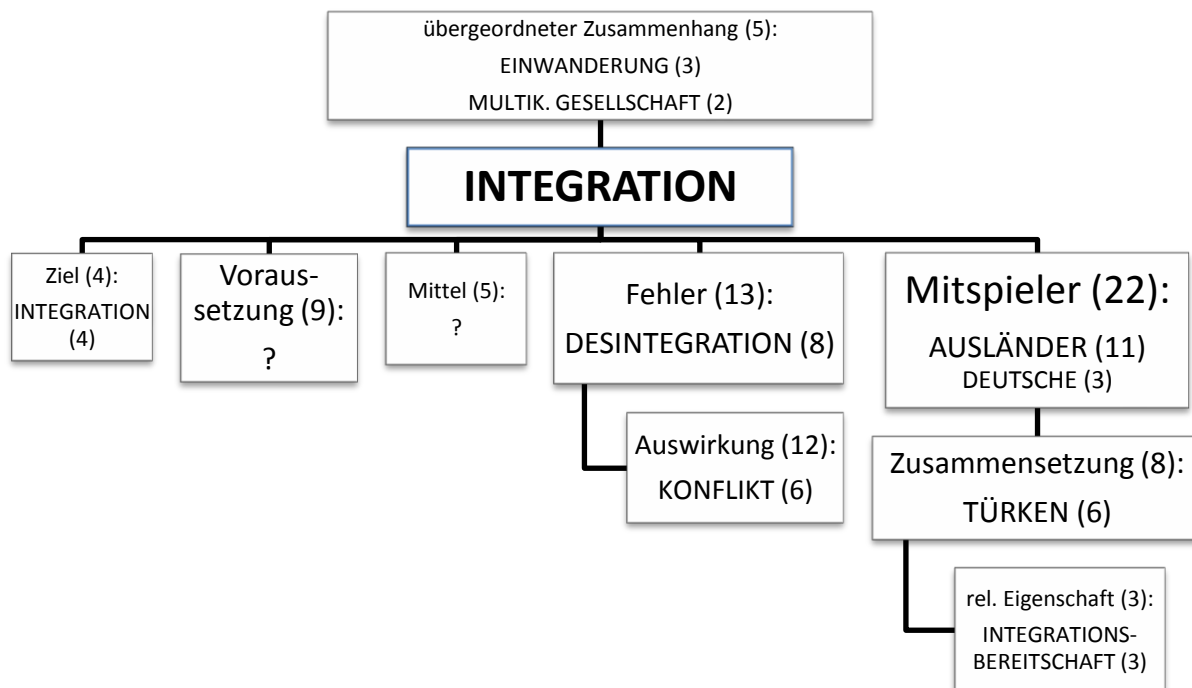 übergeordneter Zusammenhang (5):
EINWANDERUNG (3)
MULTIK. GESELLSCHAFT (2)
INTEGRATION
Ziel (4):
INTEGRATION
(4)
Voraus-
setzung (9):
?
Mittel (5):
?
Fehler (13):
DESINTEGRATION (8)
Mitspieler (22):
AUSLÄNDER (11)
DEUTSCHE (3)
Auswirkung (12):
KONFLIKT (6)
Zusammensetzung (8):
TÜRKEN (6)
rel. Eigenschaft (3):
INTEGRATIONS-
BEREITSCHAFT (3)